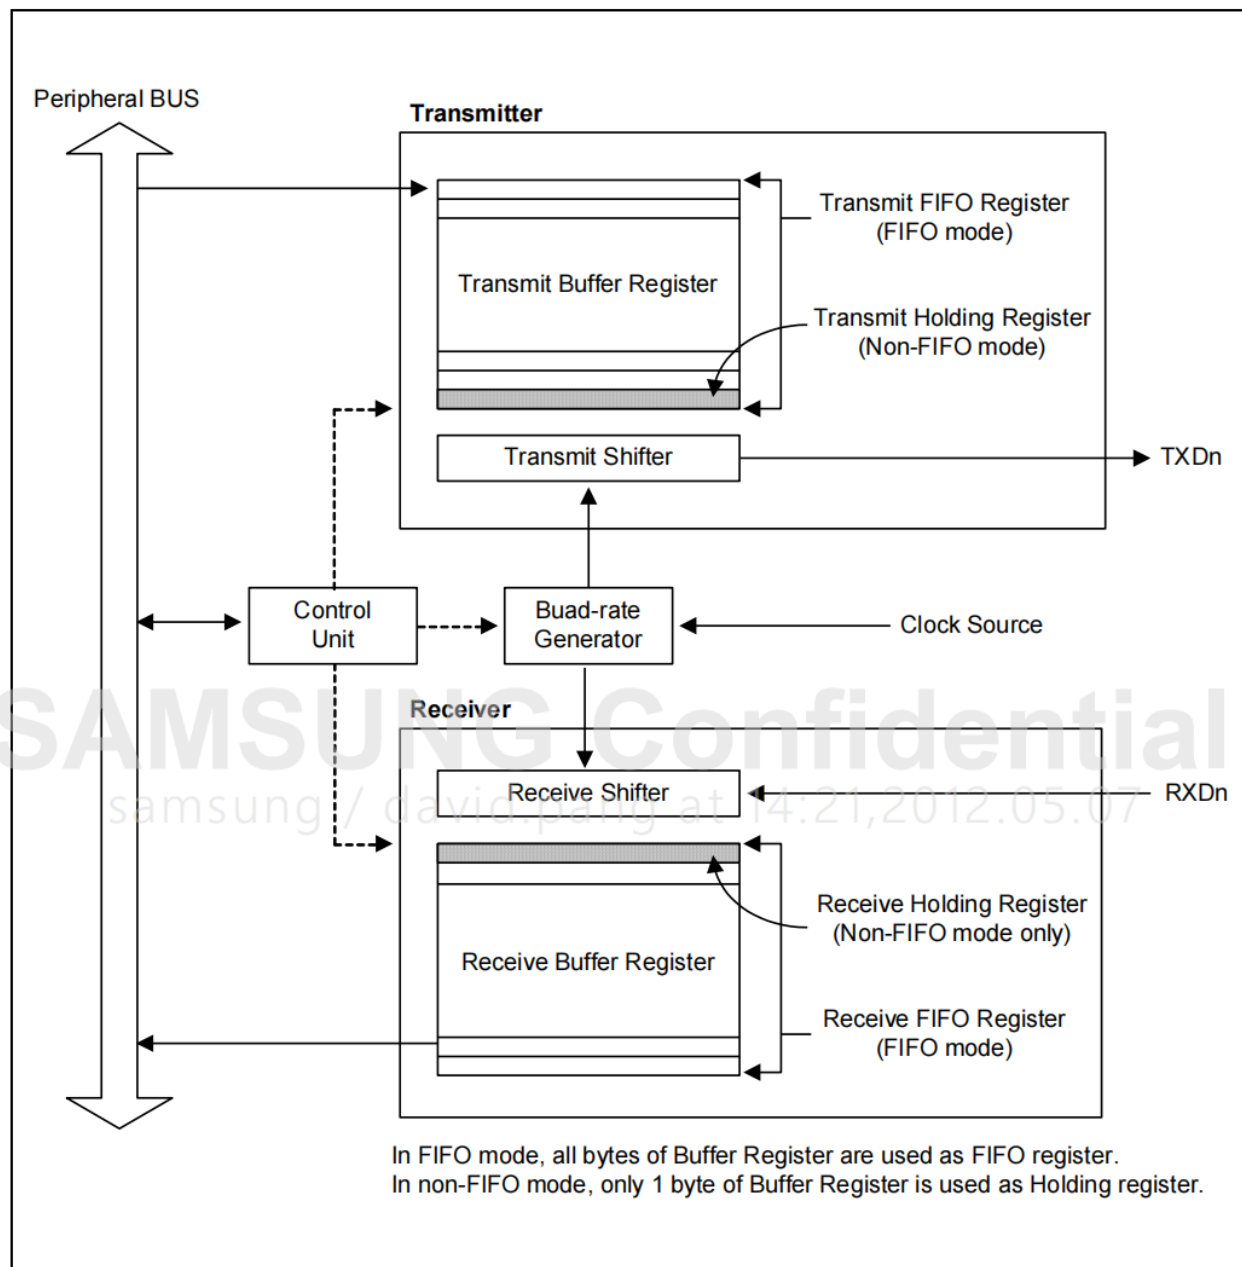 Peripheral BUS
Transmitter
Transmit FIFO Register
(FIFO mode)
Transmit Buffer Register
Transmit Holding Register
(Non-FIFO mode)
Transmit Shifter
TXDn
Control
Unit
Buad-rate
Generator
Clock Source
SAMSUNG Confidential
Receiver
Receive Shifter
RXDn
samsung / david.pang at 14:21,2012.05.07
Receive Holding Register
(Non-FIFO mode only)
Receive Buffer Register
Receive FIFO Register
(FIFO mode)
In FIFO mode, all bytes of Buffer Register are used as FIFO register.
In non-FIFO mode, only 1 byte of Buffer Register is used as Holding register.